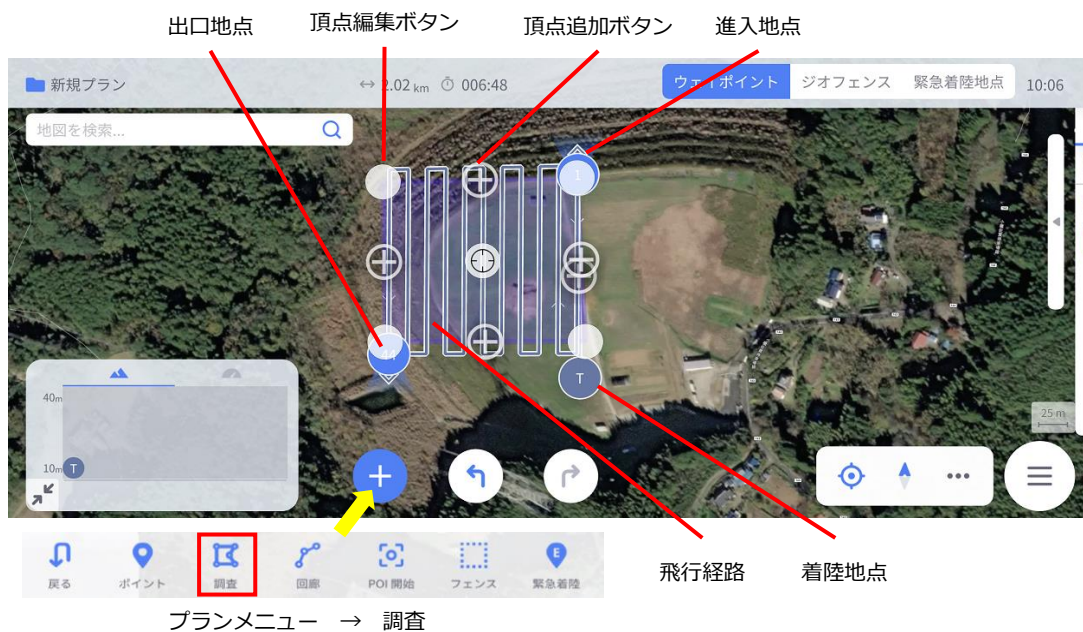 出口地点 頂点編集ボタン 頂点追加ボタン 進入地点
新規プラン 2.02 km 006:48 ウェイポイント ジオフェンス 緊急着陸地点 10:06
地図を検索...
1
44
T
40m
10m T
25 m
戻る ポイント 調査 回廊 POI 開始 フェンス E 緊急着陸
飛行経路 着陸地点
プランメニュー → 調査